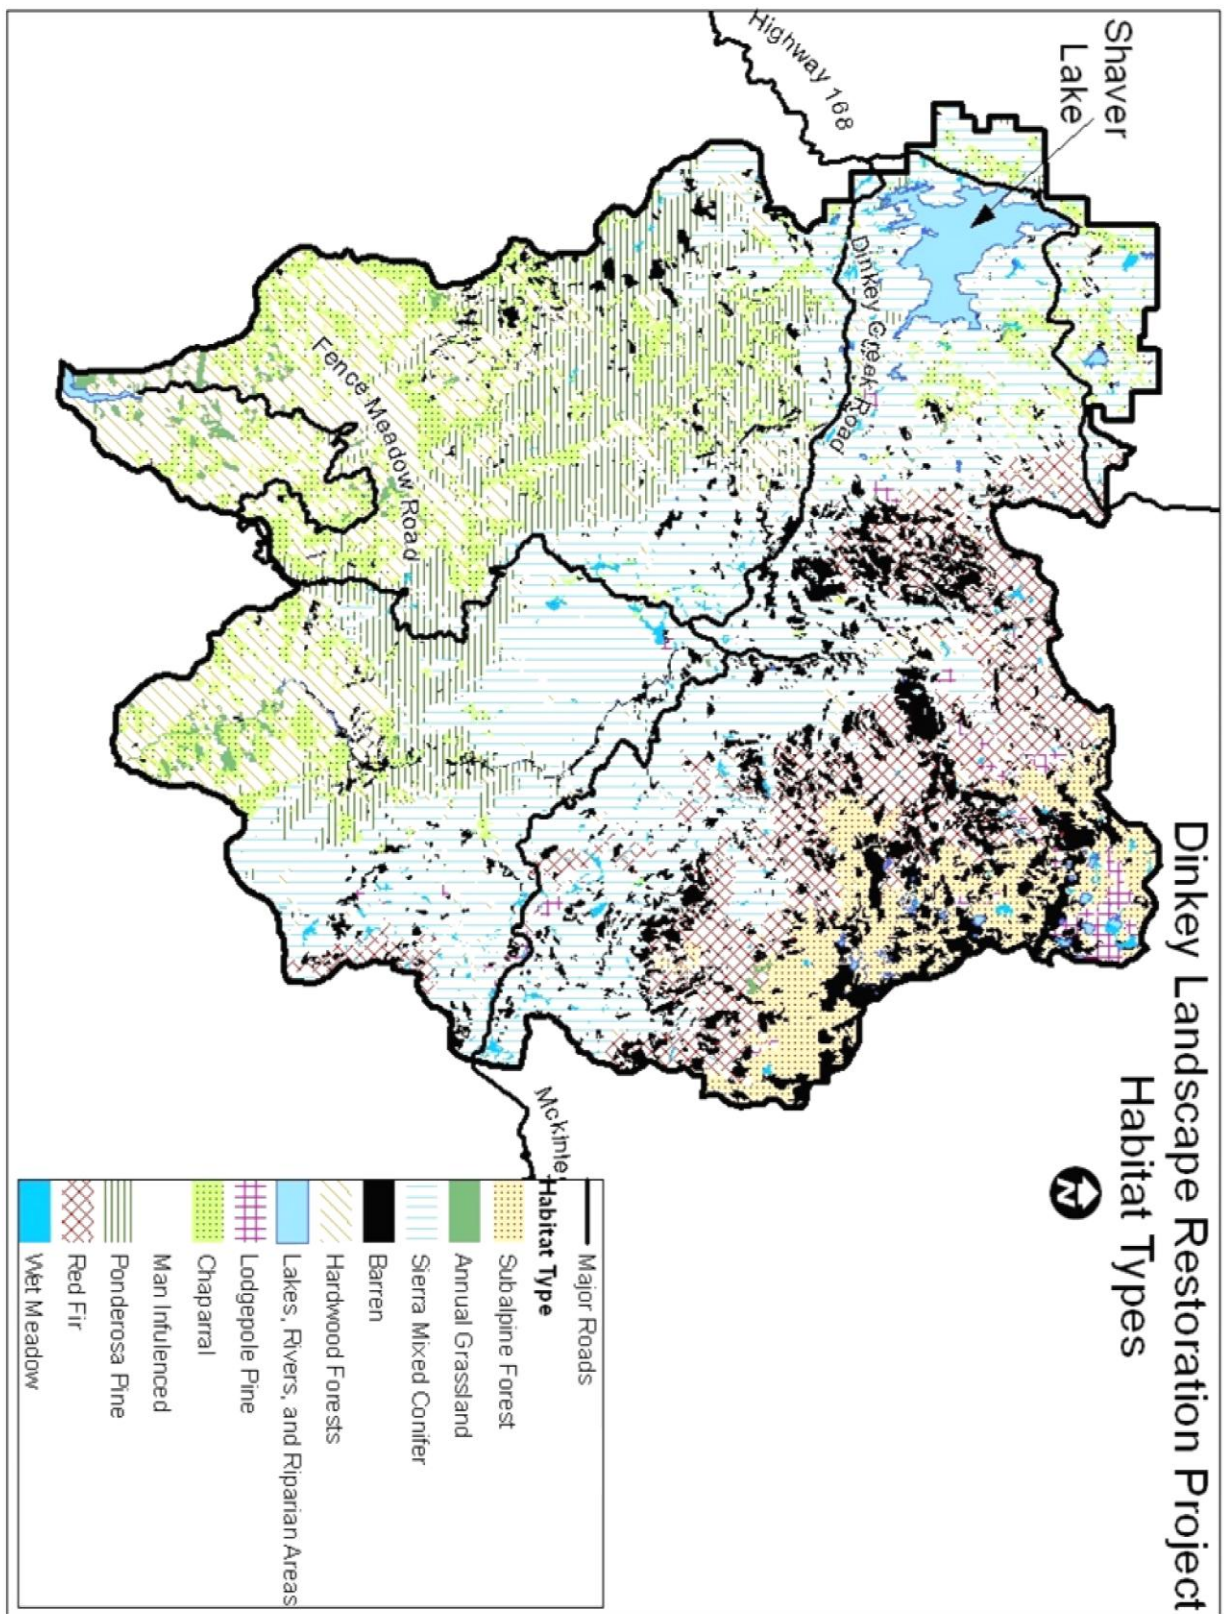 Dinkey Landscape Restoration Project
Habitat Types
N
Shaver
Lake
Highway 168
Dinkey Creek Road
Fence Meadow Road
Mckinle
Major Roads
Habitat Type
Subalpine Forest
Annual Grassland
Sierra Mixed Conifer
Barren
Hardwood Forests
Lakes, Rivers, and Riparian Areas
Lodgepole Pine
Chaparral
Man Infulenced
Ponderosa Pine
Red Fir
Wet Meadow